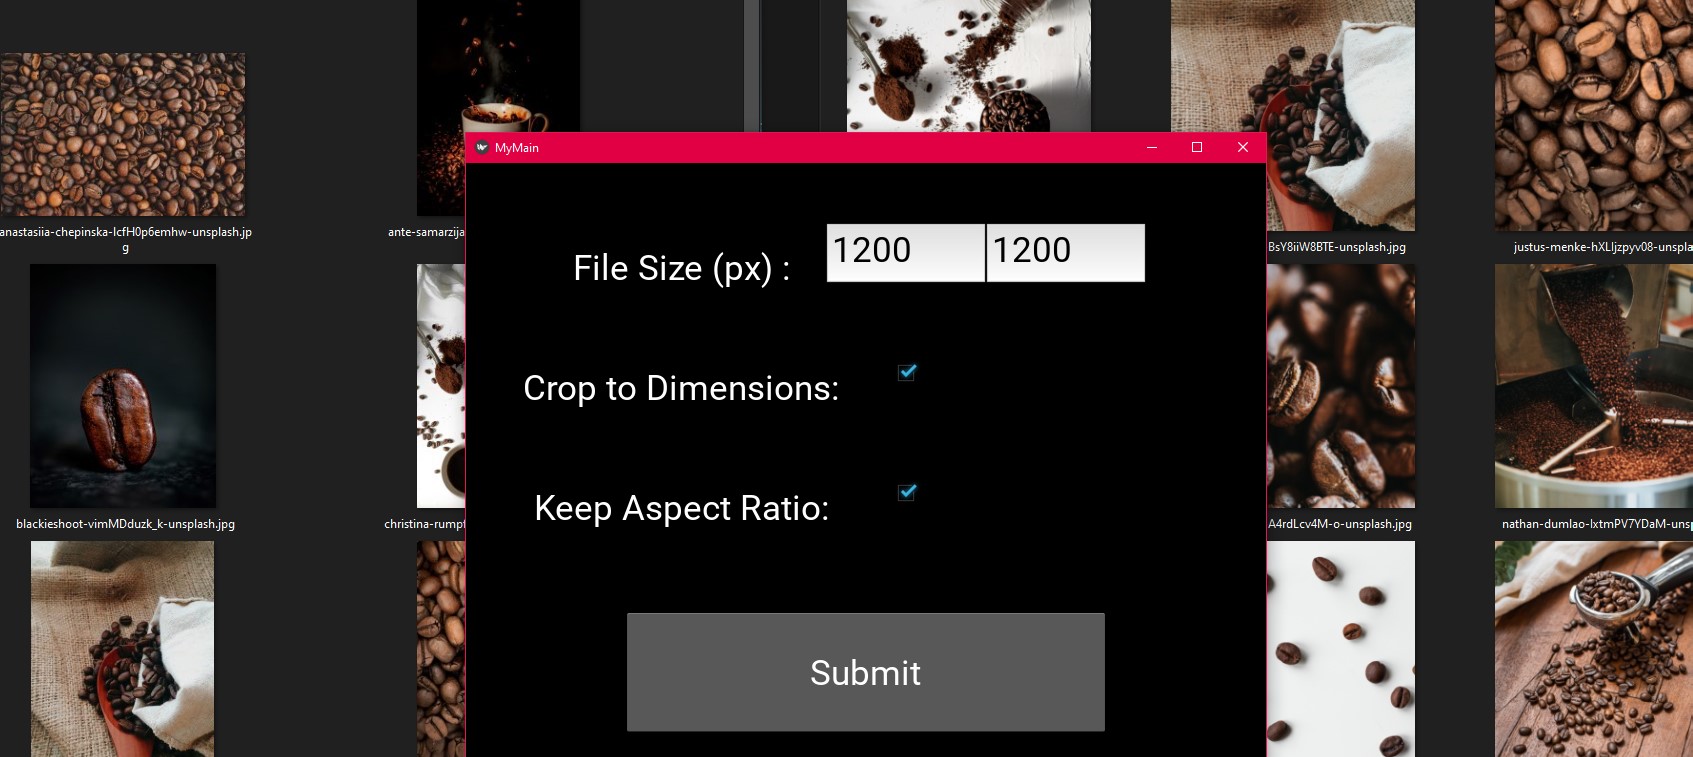 MyMain
File Size (px) :
1200
1200
Crop to Dimensions:
Keep Aspect Ratio:
Submit
anastasiia-chepinska-lcfH0p6emhw-unsplash.jp
g
ante-samarzija
BsY8iiW8BTE-unsplash.jpg
justus-menke-hXLljzpyv08-unspla
blackieshoot-vimMDduzk_k-unsplash.jpg
christina-rumpf
A4rdLcv4M-o-unsplash.jpg
nathan-dumlao-lxtmPV7YDaM-unsp